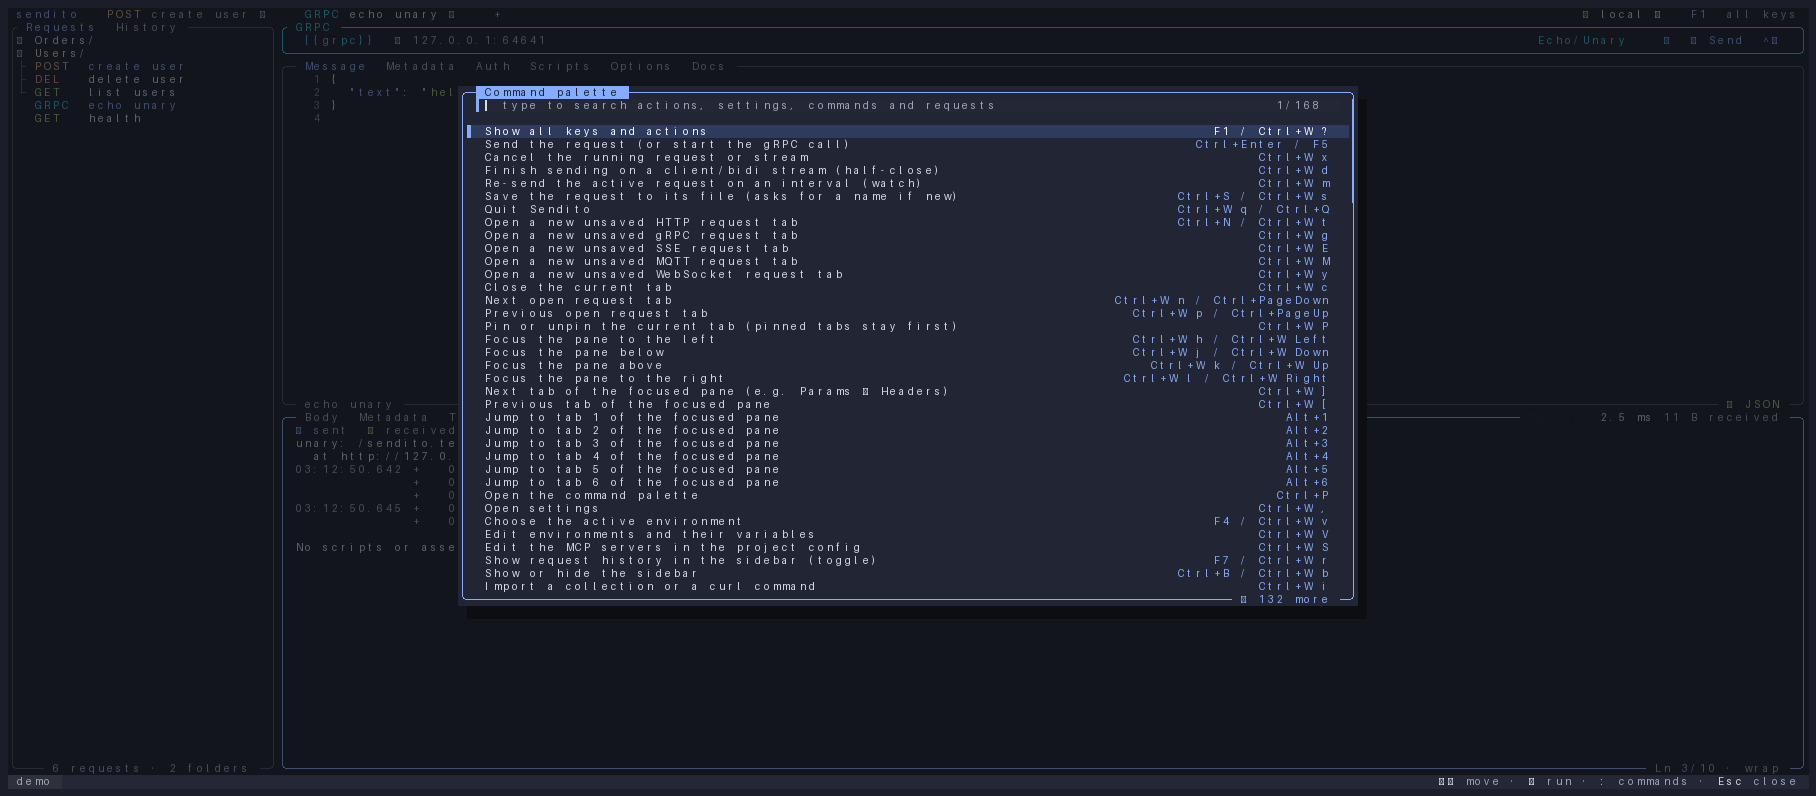 sendito POST create user GRPC echo unary + local F1 all keys
Requests History
Orders/
Users/
POST create user
DEL delete user
GET list users
GRPC echo unary
GET health
6 requests · 2 folders
GRPC
{{grpc}} 127.0.0.1:64641 Echo/Unary Send ^
Message Metadata Auth Scripts Options Docs
1 {
2 "text": "hel
3 }
4
echo unary JSON
Command palette
type to search actions, settings, commands and requests 1/168
Show all keys and actions F1 / Ctrl+W ?
Send the request (or start the gRPC call) Ctrl+Enter / F5
Cancel the running request or stream Ctrl+W x
Finish sending on a client/bidi stream (half-close) Ctrl+W d
Re-send the active request on an interval (watch) Ctrl+W m
Save the request to its file (asks for a name if new) Ctrl+S / Ctrl+W s
Quit Sendito Ctrl+W q / Ctrl+Q
Open a new unsaved HTTP request tab Ctrl+N / Ctrl+W t
Open a new unsaved gRPC request tab Ctrl+W g
Open a new unsaved SSE request tab Ctrl+W E
Open a new unsaved MQTT request tab Ctrl+W M
Open a new unsaved WebSocket request tab Ctrl+W y
Close the current tab Ctrl+W c
Next open request tab Ctrl+W n / Ctrl+PageDown
Previous open request tab Ctrl+W p / Ctrl+PageUp
Pin or unpin the current tab (pinned tabs stay first) Ctrl+W P
Focus the pane to the left Ctrl+W h / Ctrl+W Left
Focus the pane below Ctrl+W j / Ctrl+W Down
Focus the pane above Ctrl+W k / Ctrl+W Up
Focus the pane to the right Ctrl+W l / Ctrl+W Right
Next tab of the focused pane (e.g. Params Headers) Ctrl+W ]
Previous tab of the focused pane Ctrl+W [
Jump to tab 1 of the focused pane Alt+1
Jump to tab 2 of the focused pane Alt+2
Jump to tab 3 of the focused pane Alt+3
Jump to tab 4 of the focused pane Alt+4
Jump to tab 5 of the focused pane Alt+5
Jump to tab 6 of the focused pane Alt+6
Open the command palette Ctrl+P
Open settings Ctrl+W ,
Choose the active environment F4 / Ctrl+W v
Edit environments and their variables Ctrl+W V
Edit the MCP servers in the project config Ctrl+W S
Show request history in the sidebar (toggle) F7 / Ctrl+W r
Show or hide the sidebar Ctrl+B / Ctrl+W b
Import a collection or a curl command Ctrl+W i
132 more
Body Metadata T 2.5 ms 11 B received
sent received
unary: /sendito.te
at http://127.0.
03:12:50.642 + 0
+ 0
+ 0
03:12:50.645 + 0
+ 0
No scripts or asse
Ln 3/10 · wrap
demo move · run · : commands · Esc close